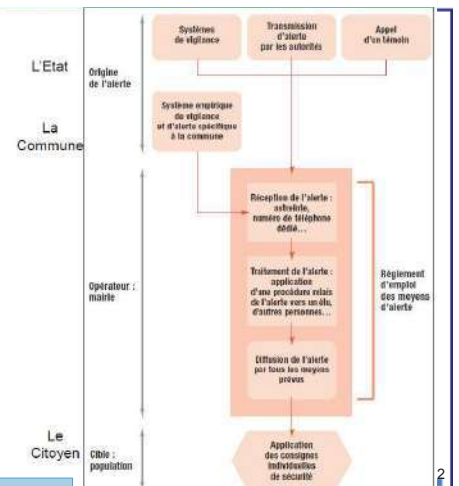 Systèmes
de vigilance
Transmission
d'alerte
par les autorités
Appel
d'un témoin
L'Etat
Origine
de l'alerte
La
Commune
Système empirique
de vigilance
et d'alerte spécifique
à la commune
Réception de l'alerte :
astreinte,
numéro de téléphone
dédié...
Traitement de l'alerte :
application
d'une procédure relais
de l'alerte vers un élu,
d'autres personnes...
Opérateur :
mairie
Règlement
d'emploi
des moyens
d'alerte
Diffusion de l'alerte
par tous les moyens
prévus
Le
Citoyen
Cible :
population
Application
des consignes
individuelles
de sécurité
2